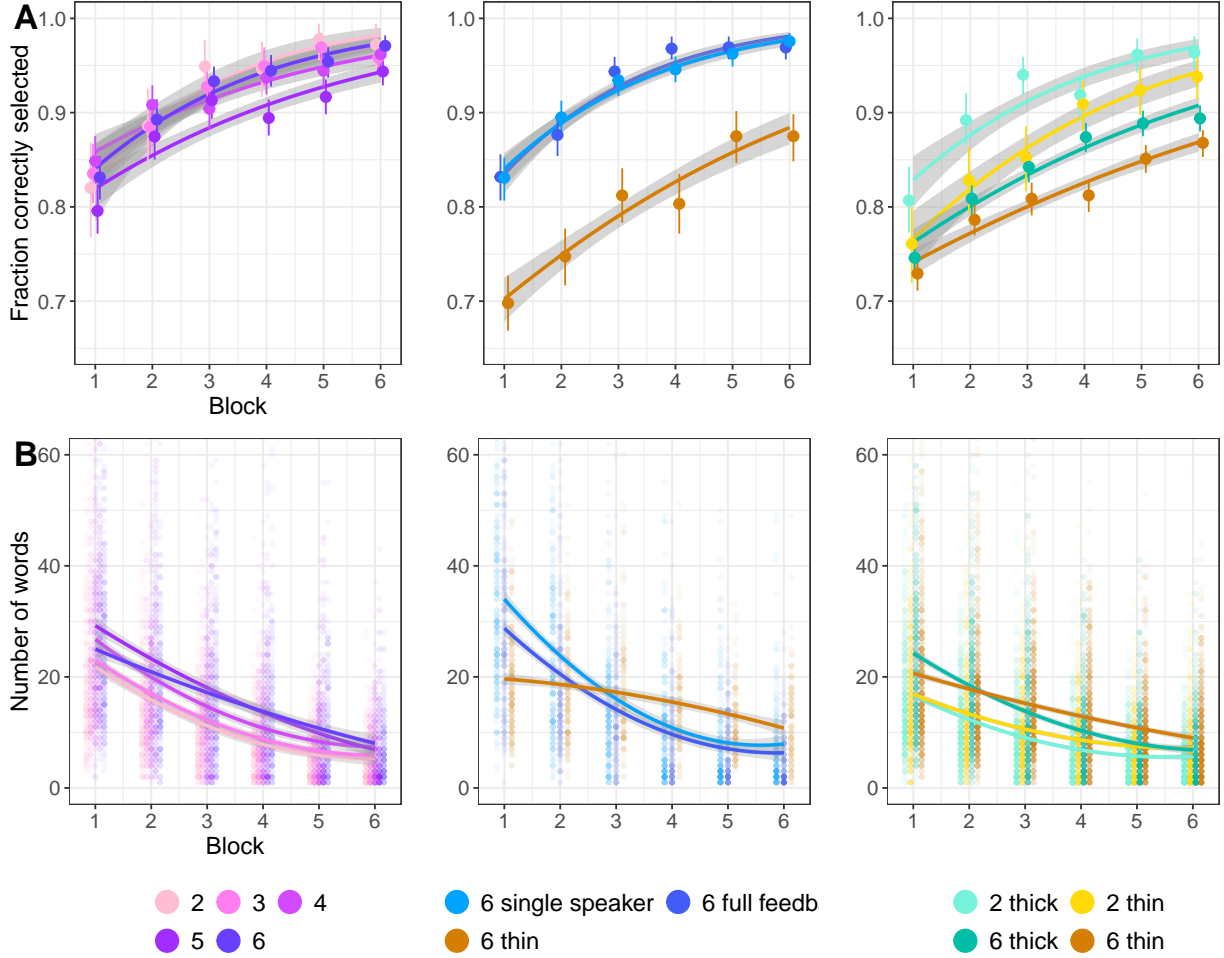 A
Fraction correctly selected
1.0
0.9
0.8
0.7
1 2 3 4 5 6
Block
1.0
0.9
0.8
0.7
1 2 3 4 5 6
1.0
0.9
0.8
0.7
1 2 3 4 5 6
B
Number of words
60
40
20
0
1 2 3 4 5 6
Block
60
40
20
0
1 2 3 4 5 6
60
40
20
0
1 2 3 4 5 6
2 3 4
5 6
6 single speaker 6 full feedb
6 thin
2 thick 2 thin
6 thick 6 thin